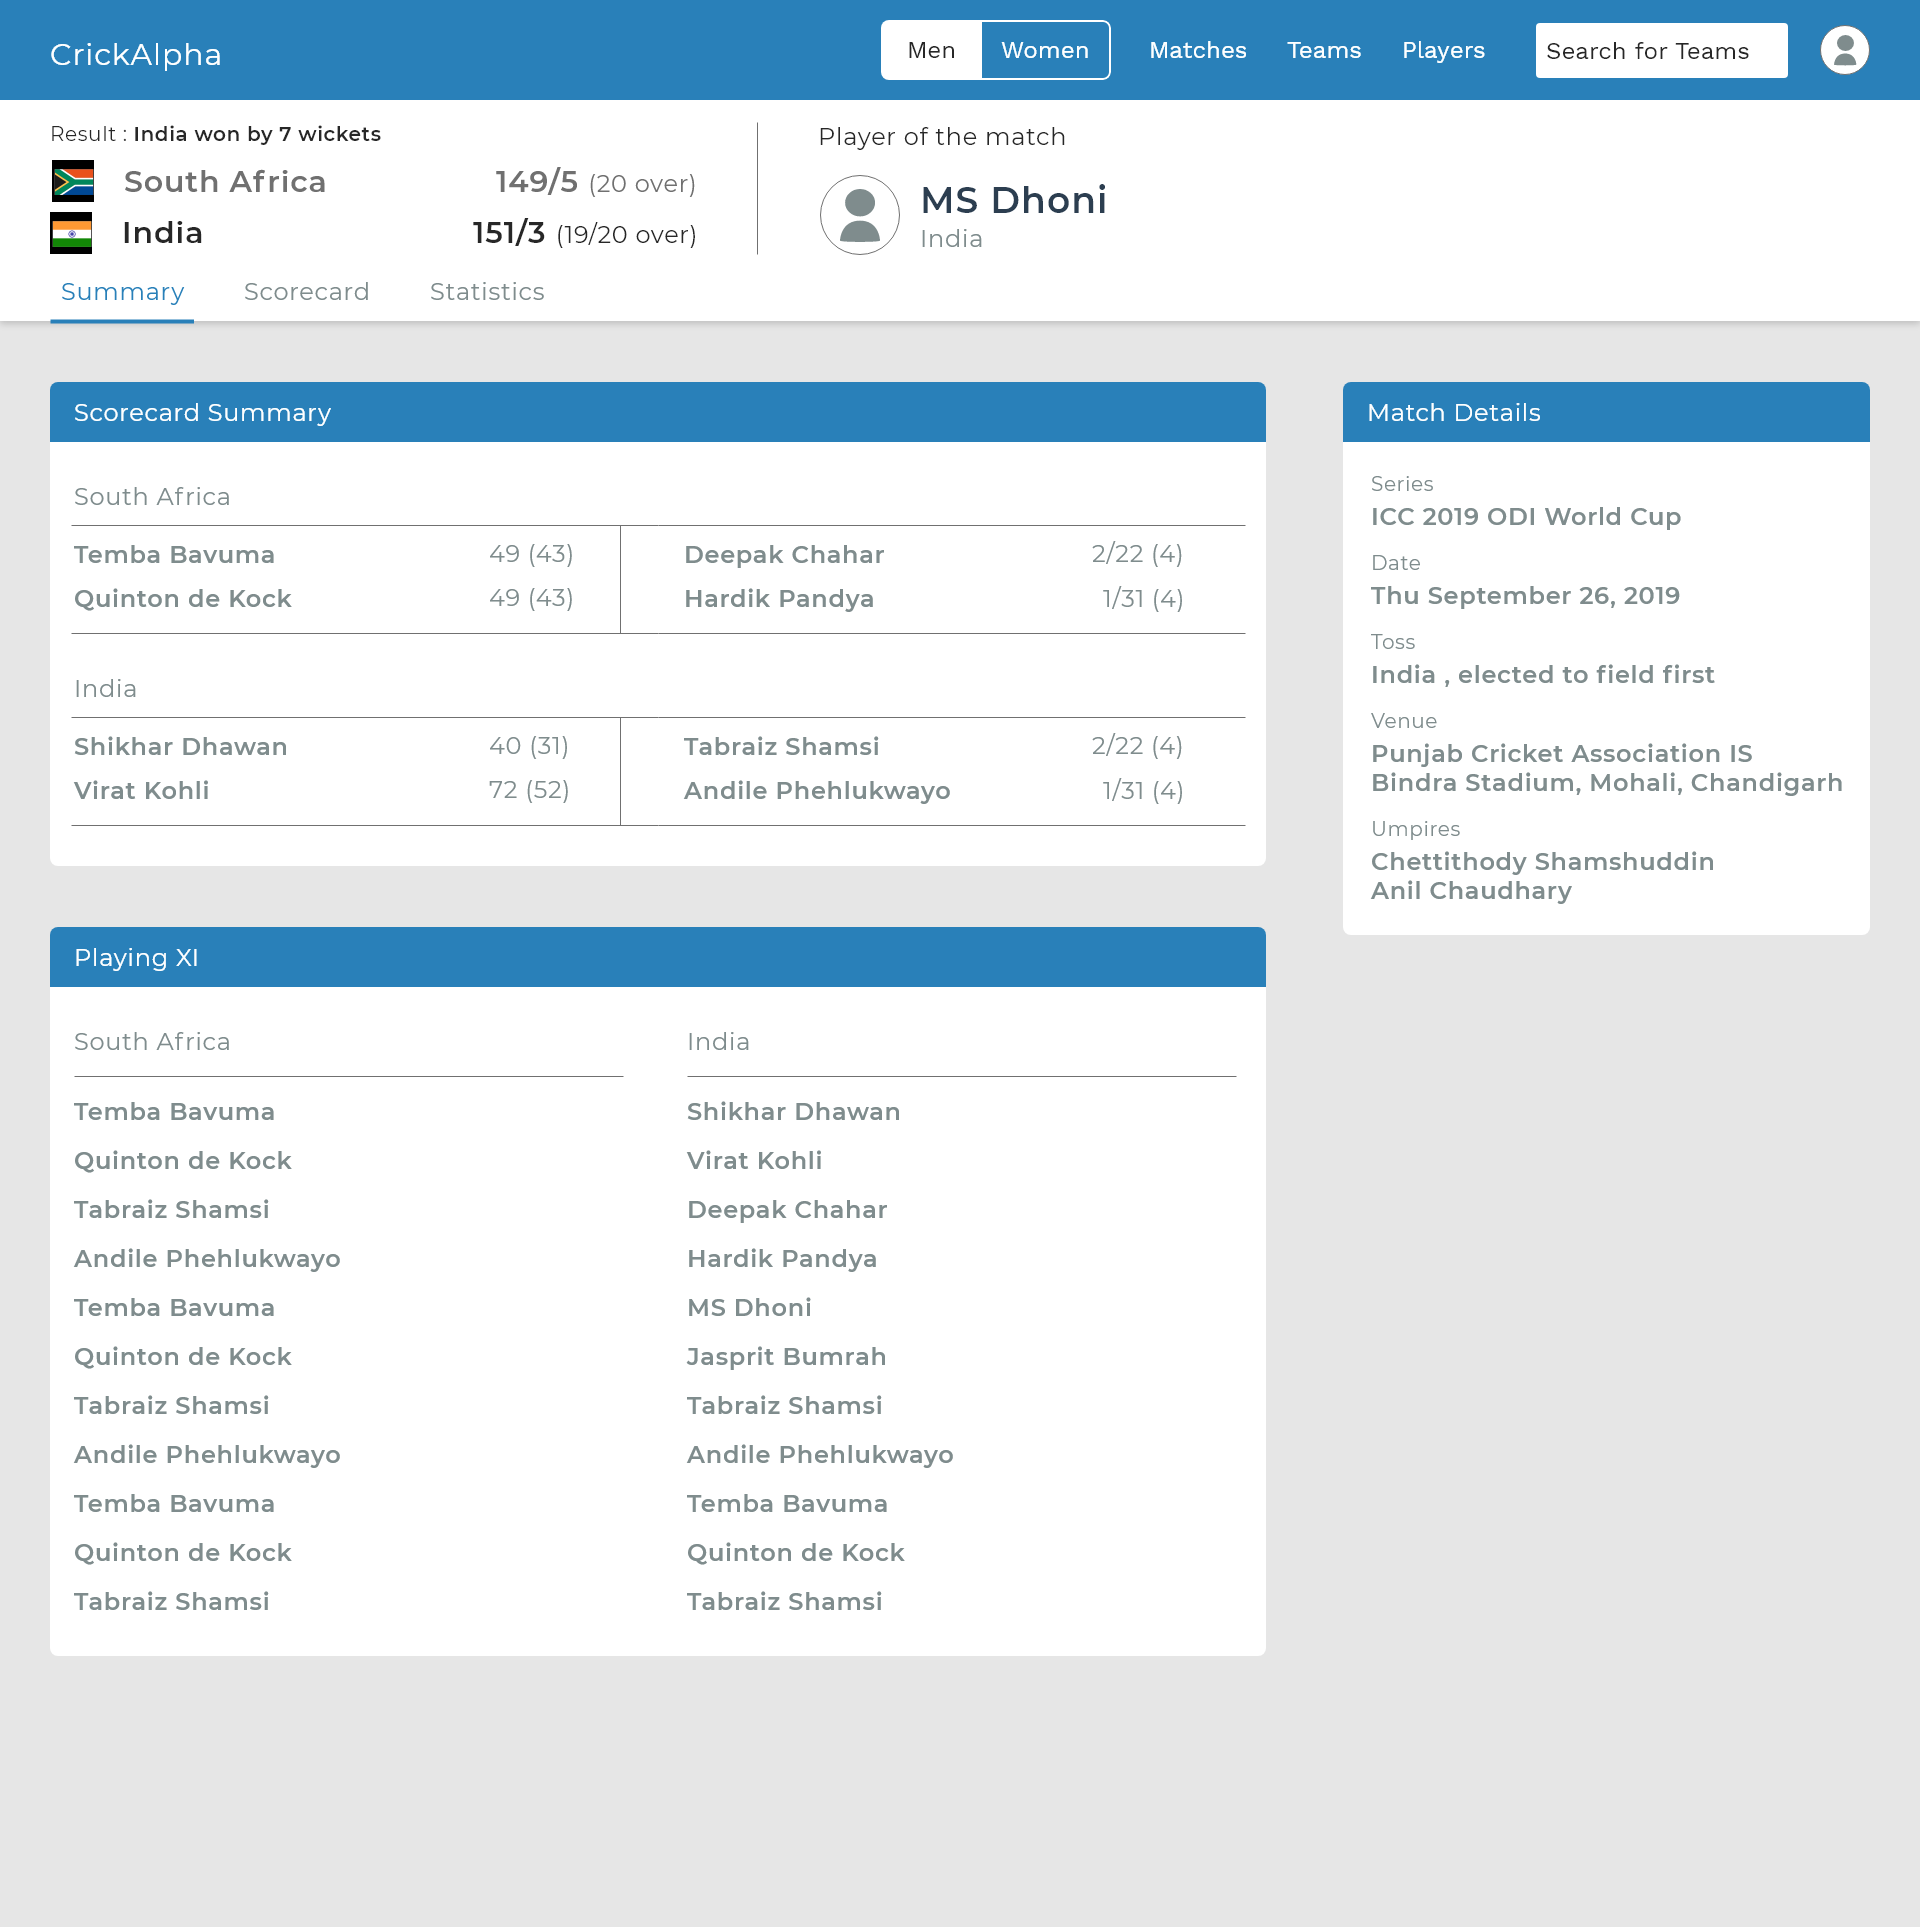 CrickAlpha
Men Women Matches Teams Players Search for Teams
Result : India won by 7 wickets
South Africa 149/5 (20 over)
India 151/3 (19/20 over)
Player of the match
MS Dhoni
India
Summary Scorecard Statistics
Scorecard Summary
South Africa
Temba Bavuma 49 (43) Deepak Chahar 2/22 (4)
Quinton de Kock 49 (43) Hardik Pandya 1/31 (4)
India
Shikhar Dhawan 40 (31) Tabraiz Shamsi 2/22 (4)
Virat Kohli 72 (52) Andile Phehlukwayo 1/31 (4)
Match Details
Series
ICC 2019 ODI World Cup
Date
Thu September 26, 2019
Toss
India , elected to field first
Venue
Punjab Cricket Association IS
Bindra Stadium, Mohali, Chandigarh
Umpires
Chettithody Shamshuddin
Anil Chaudhary
Playing XI
South Africa India
Temba Bavuma Shikhar Dhawan
Quinton de Kock Virat Kohli
Tabraiz Shamsi Deepak Chahar
Andile Phehlukwayo Hardik Pandya
Temba Bavuma MS Dhoni
Quinton de Kock Jasprit Bumrah
Tabraiz Shamsi Tabraiz Shamsi
Andile Phehlukwayo Andile Phehlukwayo
Temba Bavuma Temba Bavuma
Quinton de Kock Quinton de Kock
Tabraiz Shamsi Tabraiz Shamsi